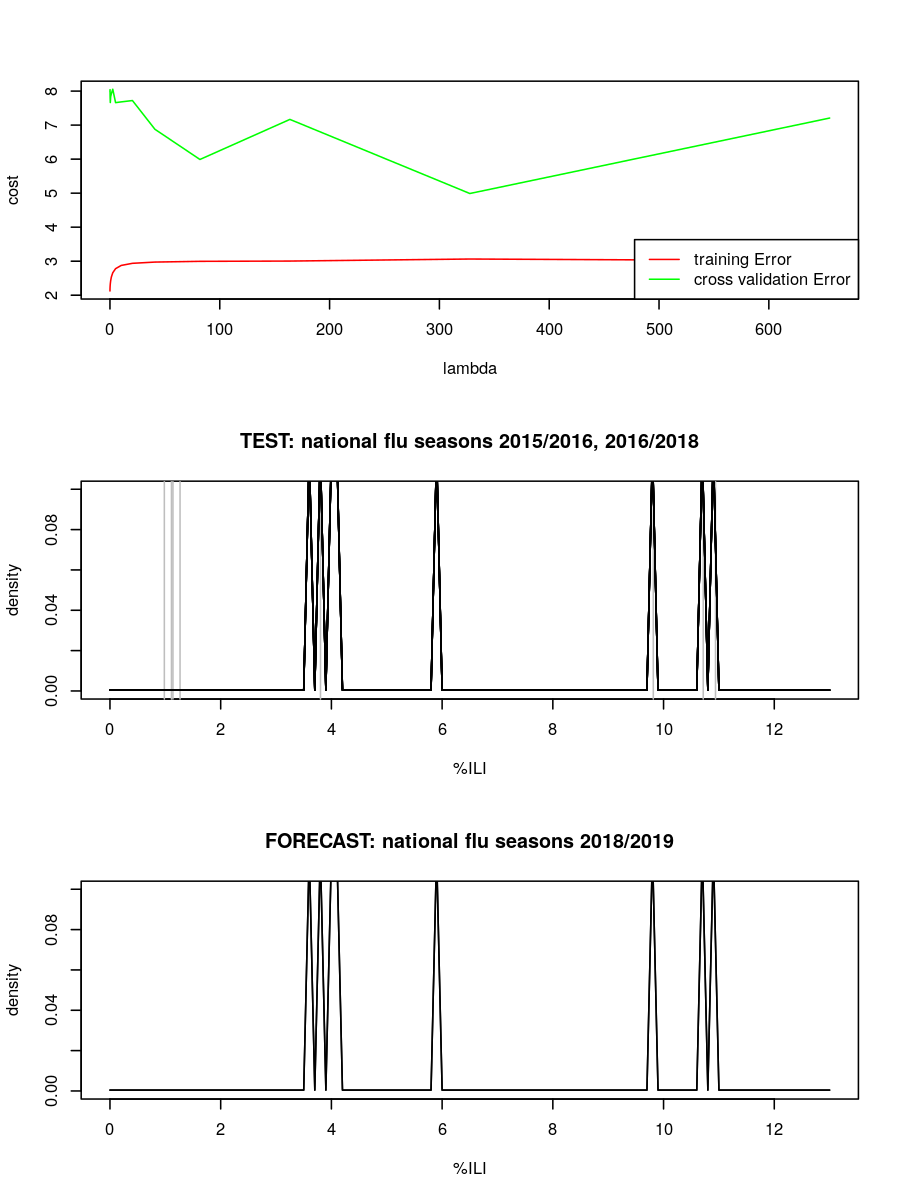 cost
8
7
6
5
4
3
2
training Error
cross validation Error
0 100 200 300 400 500 600
lambda
TEST: national flu seasons 2015/2016, 2016/2018
density
0.08
0.04
0.00
0 2 4 6 8 10 12
%ILI
FORECAST: national flu seasons 2018/2019
density
0.08
0.04
0.00
0 2 4 6 8 10 12
%ILI